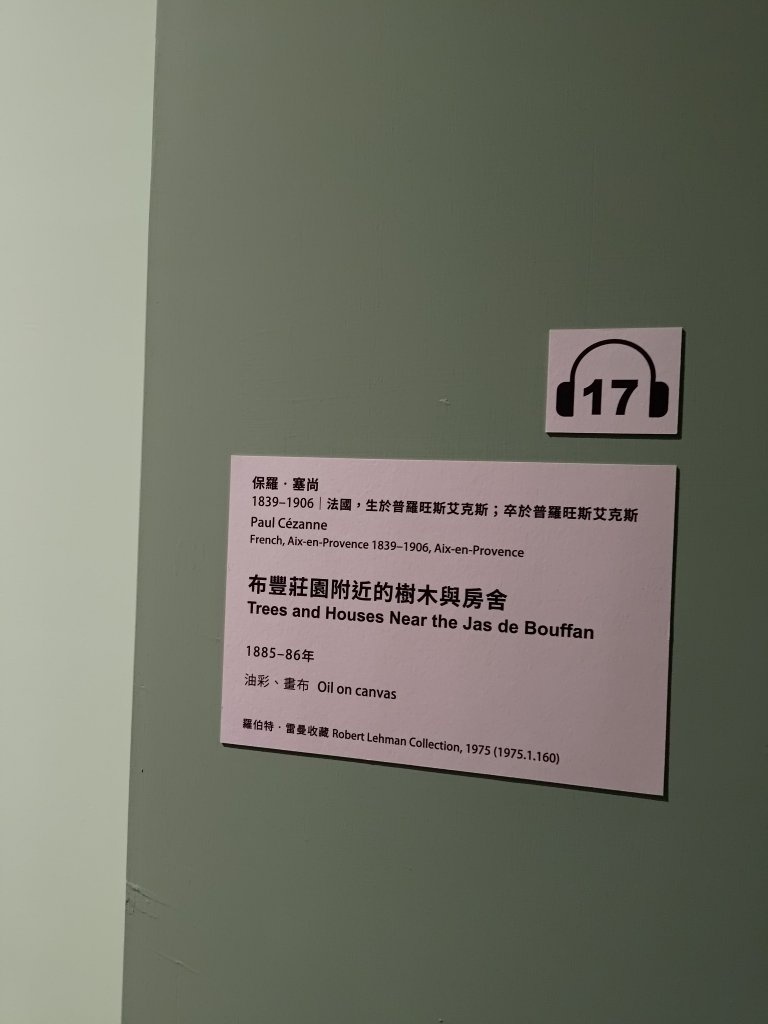 17
保羅．塞尚
1839–1906｜法國，生於普羅旺斯艾克斯；卒於普羅旺斯艾克斯
Paul Cézanne
French, Aix-en-Provence 1839–1906, Aix-en-Provence
布豐莊園附近的樹木與房舍
Trees and Houses Near the Jas de Bouffan
1885–86年
油彩、畫布 Oil on canvas
羅伯特．雷曼收藏 Robert Lehman Collection, 1975 (1975.1.160)